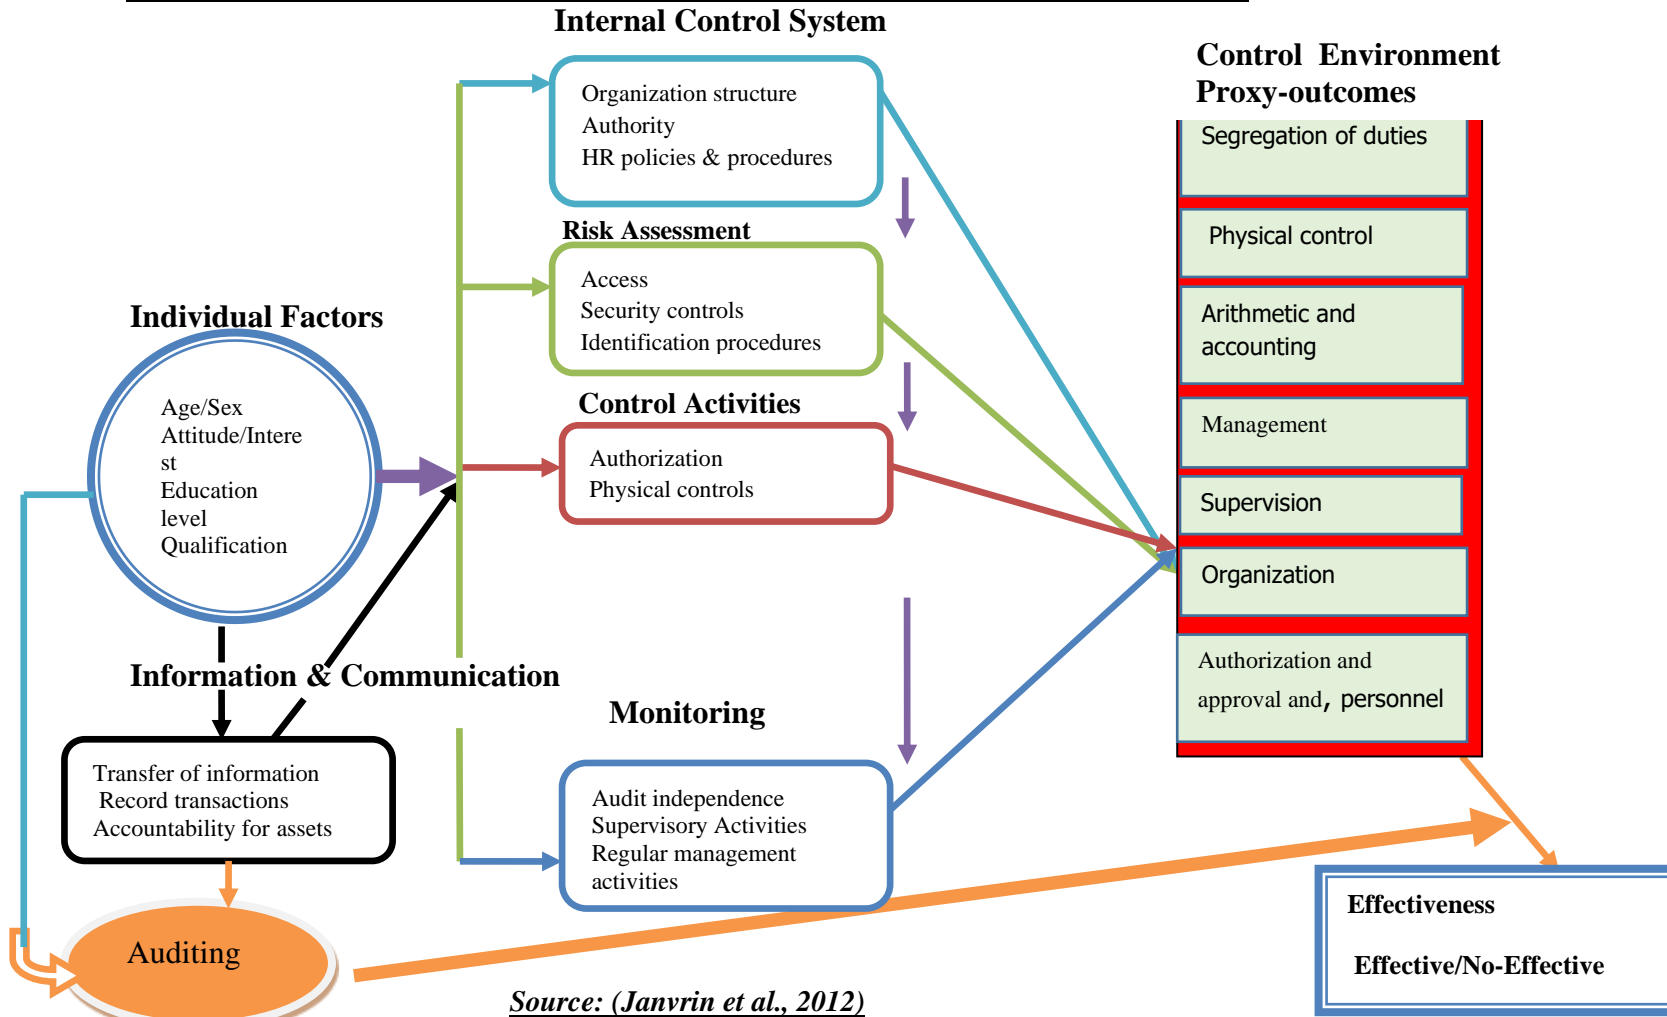 Internal Control System
Organization structure
Authority
HR policies & procedures
Risk Assessment
Access
Security controls
Identification procedures
Control Activities
Authorization
Physical controls
Monitoring
Audit independence
Supervisory Activities
Regular management
activities
Individual Factors
Age/Sex
Attitude/Intere
st
Education
level
Qualification
Information & Communication
Transfer of information
Record transactions
Accountability for assets
Auditing
Control Environment
Proxy-outcomes
Segregation of duties
Physical control
Arithmetic and
accounting
Management
Supervision
Organization
Authorization and
approval and, personnel
Effectiveness
Effective/No-Effective
Source: (Janvrin et al., 2012)